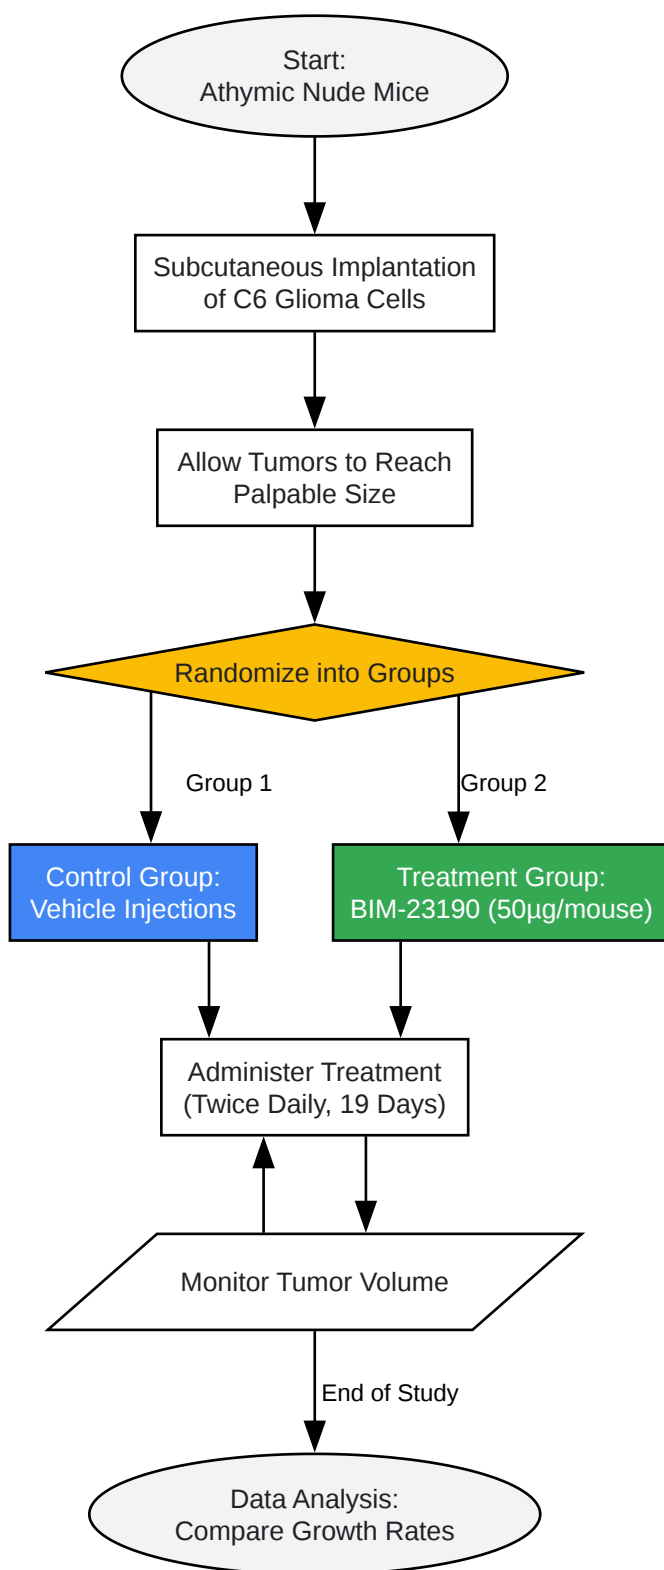 Start:
Athymic Nude Mice
Subcutaneous Implantation
of C6 Glioma Cells
Allow Tumors to Reach
Palpable Size
Randomize into Groups
Group 1
Group 2
Control Group:
Vehicle Injections
Treatment Group:
BIM-23190 (50µg/mouse)
Administer Treatment
(Twice Daily, 19 Days)
Monitor Tumor Volume
End of Study
Data Analysis:
Compare Growth Rates